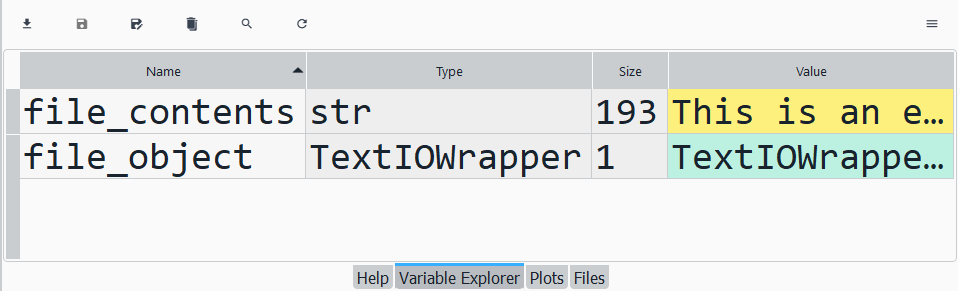 Name Type Size Value
file_contents str 193 This is an e…
file_object TextIOWrapper 1 TextIOWrappe…
Help Variable Explorer Plots Files